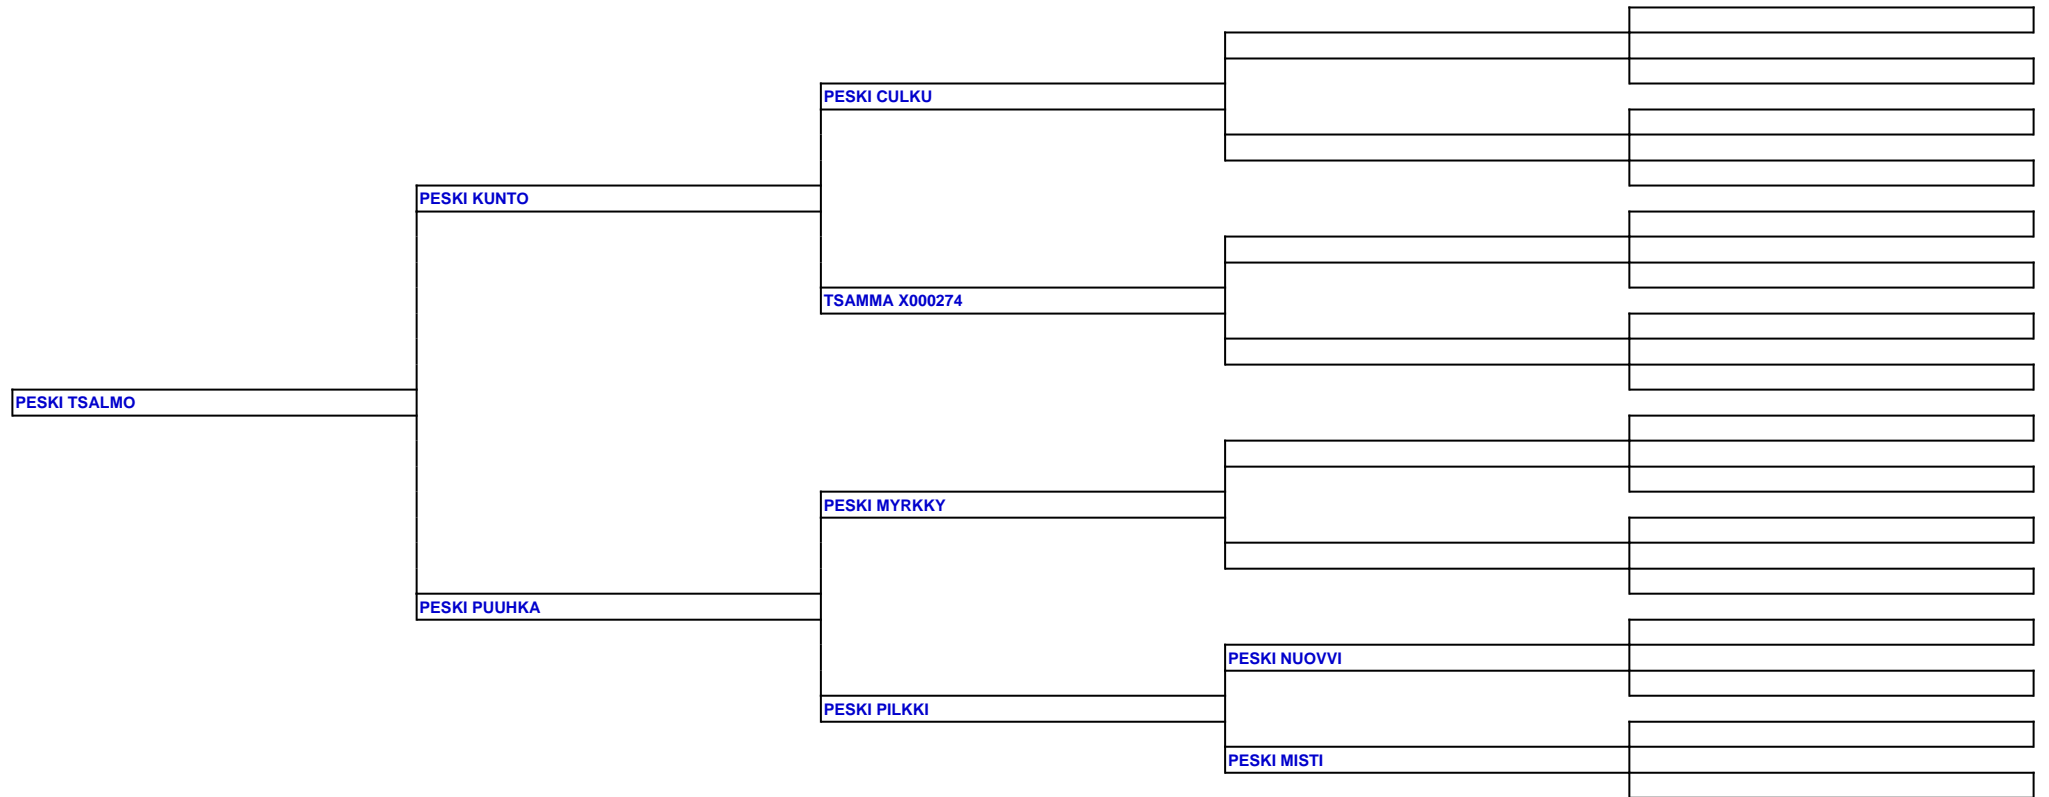 PESKI CULKU
PESKI KUNTO
TSAMMA X000274
PESKI TSALMO
PESKI MYRKKY
PESKI PUUHKA
PESKI NUOVVI
PESKI PILKKI
PESKI MISTI